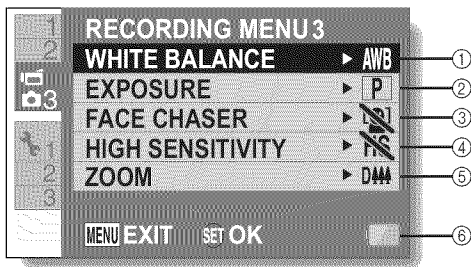 1 RECORDING MENU 3
2 WHITE BALANCE AWB ①
EXPOSURE P ②
3 FACE CHASER ③
1 HIGH SENSITIVITY HS ④
2 ZOOM D ⑤
3
MENU EXIT SET OK ⑥